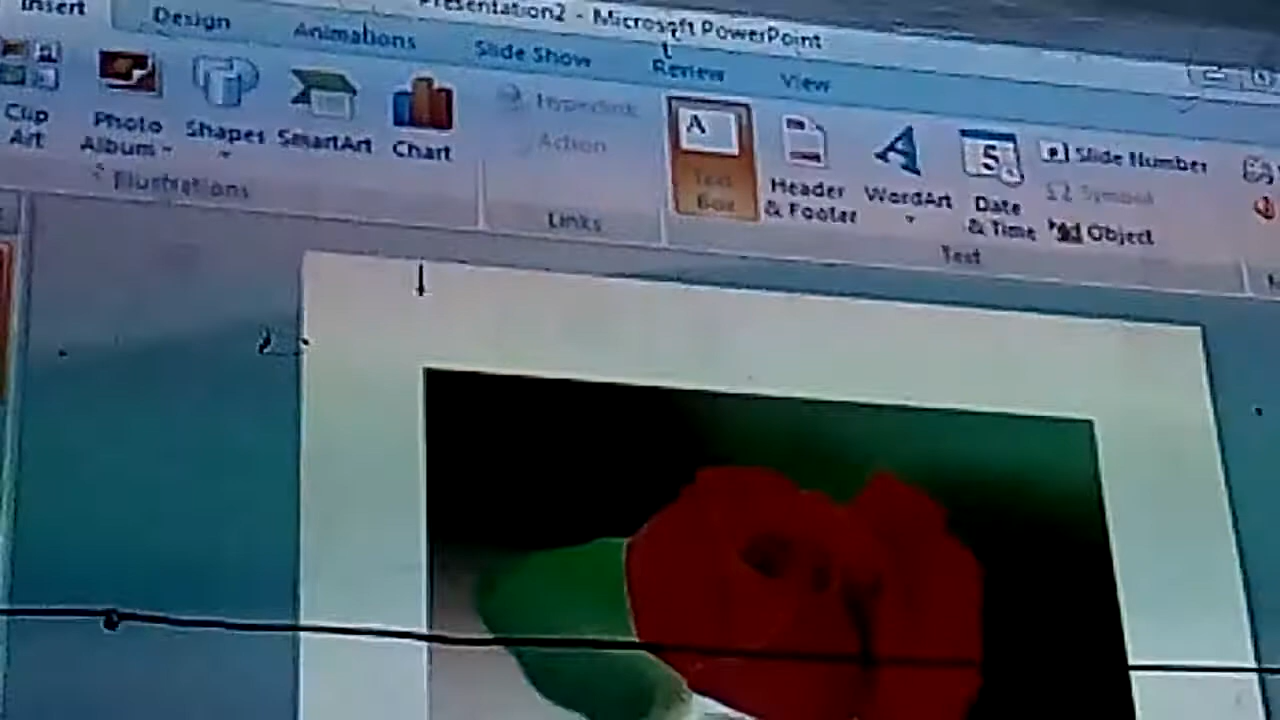 Presentation2 - Microsoft PowerPoint
Insert Design Animations Slide Show Review View
Clip Art
Photo Album
Shapes
SmartArt
Chart
Illustrations
Hyperlink
Action
Links
Text Box
Header & Footer
WordArt
5
Date & Time
Slide Number
Symbol
Object
Text